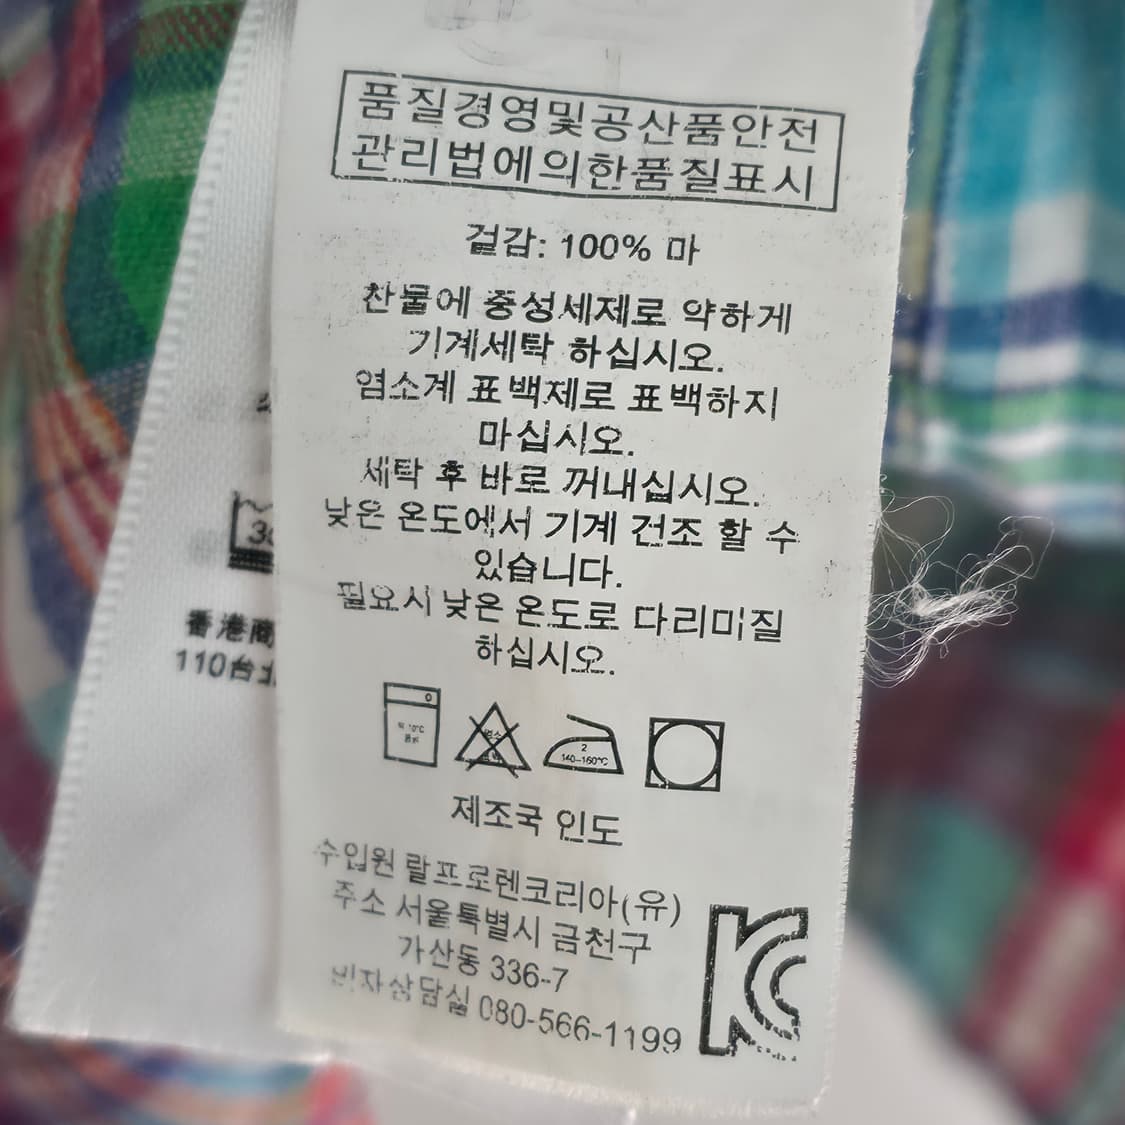 품질경영및공산품안전
관리법에의한품질표시
겉감: 100% 마
찬물에 중성세제로 약하게
기계세탁 하십시오.
염소계 표백제로 표백하지
마십시오.
세탁 후 바로 꺼내십시오.
낮은 온도에서 기계 건조 할 수
있습니다.
필요시 낮은 온도로 다리미질
하십시오.
염소
2
140-160°C
제조국 인도
수입원 랄프로렌코리아(유)
주소 서울특별시 금천구
가산동 336-7
상담실 080-566-1199
30
番港商
110台北